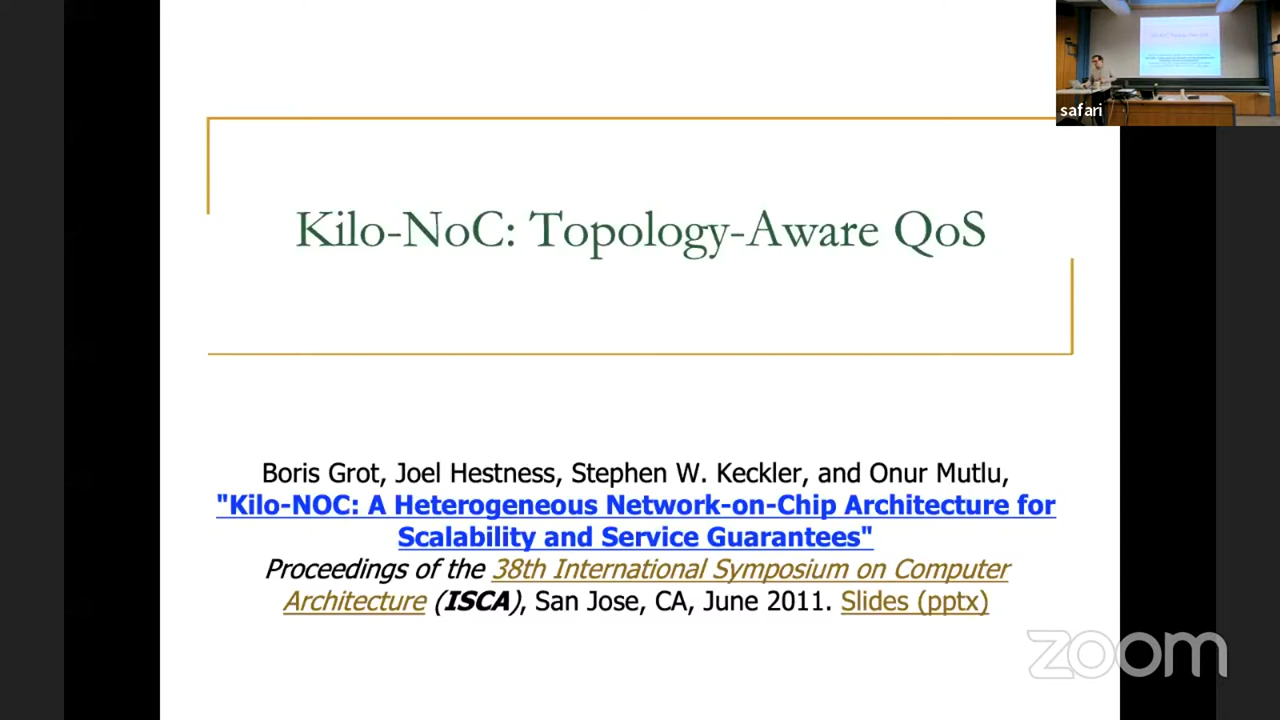 safari
Kilo-NoC: Topology-Aware QoS
Boris Grot, Joel Hestness, Stephen W. Keckler, and Onur Mutlu,
"Kilo-NOC: A Heterogeneous Network-on-Chip Architecture for
Scalability and Service Guarantees"
Proceedings of the 38th International Symposium on Computer
Architecture (ISCA), San Jose, CA, June 2011. Slides (pptx)
zoom